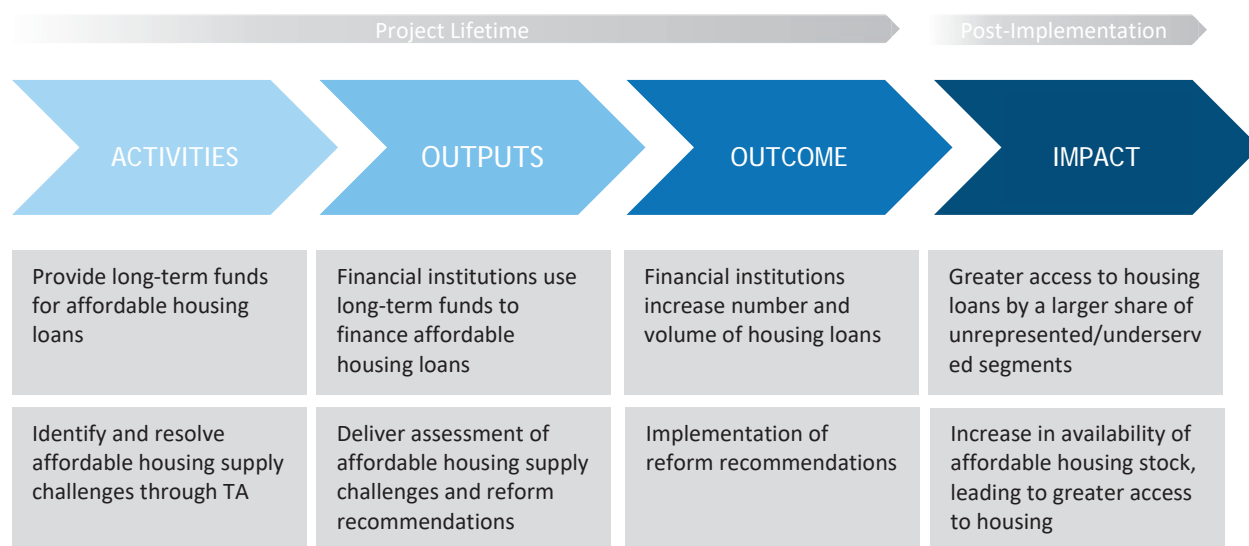 Project Lifetime
Post-Implementation
ACTIVITIES
OUTPUTS
OUTCOME
IMPACT
Provide long-term funds
for affordable housing
loans
Financial institutions use
long-term funds to
finance affordable
housing loans
Financial institutions
increase number and
volume of housing loans
Greater access to housing
loans by a larger share of
unrepresented/underserv
ed segments
Identify and resolve
affordable housing supply
challenges through TA
Deliver assessment of
affordable housing supply
challenges and reform
recommendations
Implementation of
reform recommendations
Increase in availability of
affordable housing stock,
leading to greater access
to housing